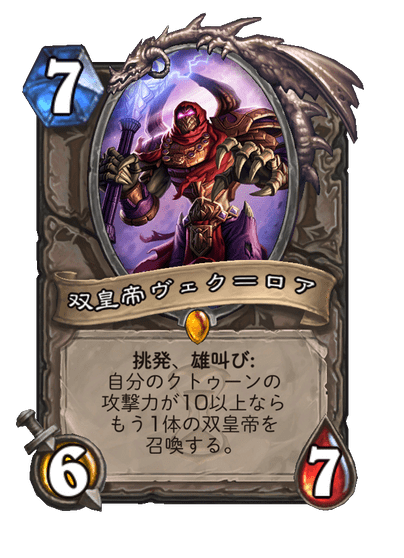 7
双皇帝ヴェク＝ロア
挑発、雄叫び:
自分のクトゥーンの
攻撃力が10以上なら
もう1体の双皇帝を
召喚する。
6
7